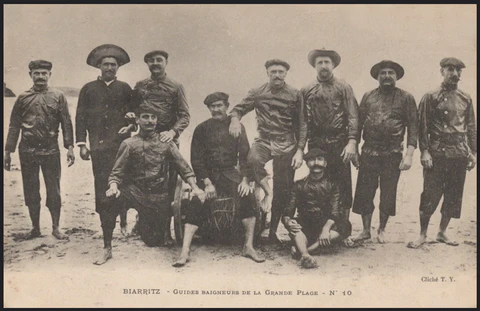 Cliché Y. Y.
BIARRITZ - GUIDES BAIGNEURS DE LA GRANDE PLAGE - N° 10